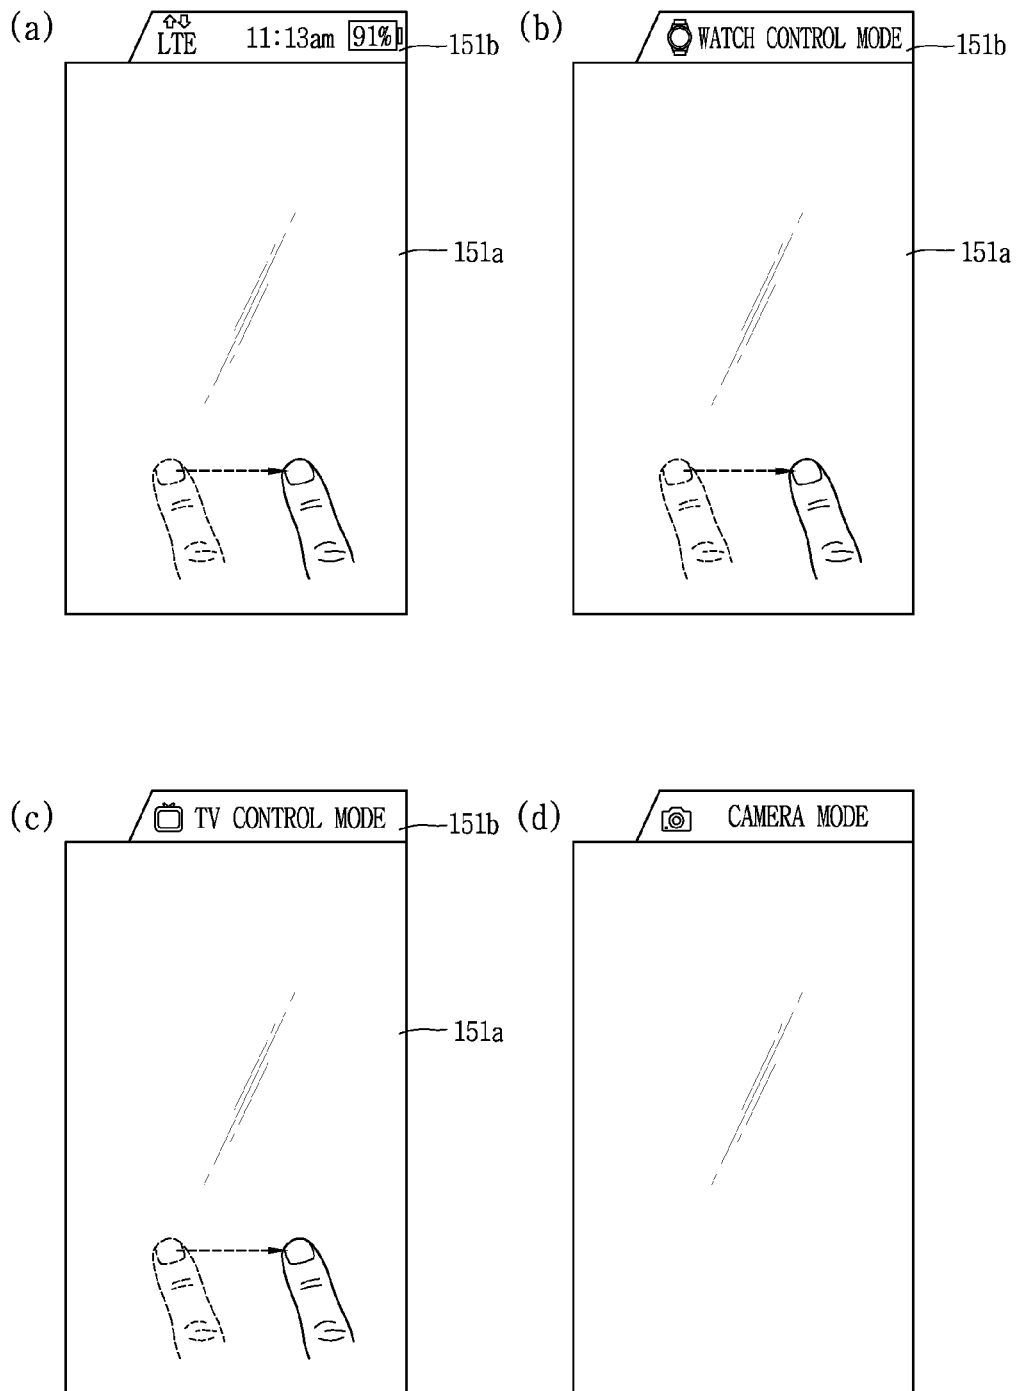 (a)
LTE 11:13am 91%
151b
151a
(b)
WATCH CONTROL MODE
151b
151a
(c)
TV CONTROL MODE
151b
151a
(d)
CAMERA MODE